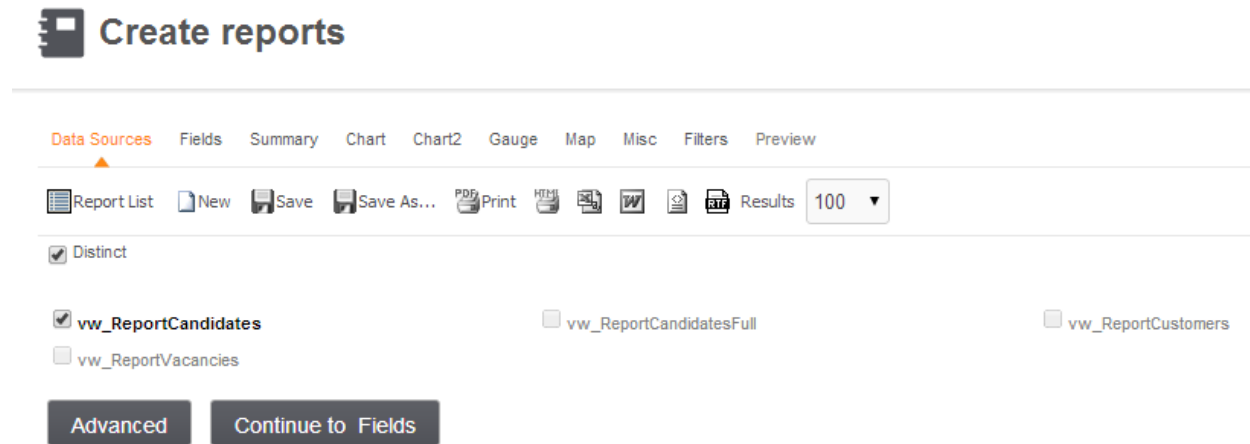 Create reports
Data Sources Fields Summary Chart Chart2 Gauge Map Misc Filters Preview
Report List New Save Save As... PDF Print HTML W RTF Results 100
Distinct
vw_ReportCandidates vw_ReportCandidatesFull vw_ReportCustomers
vw_ReportVacancies
Advanced Continue to Fields